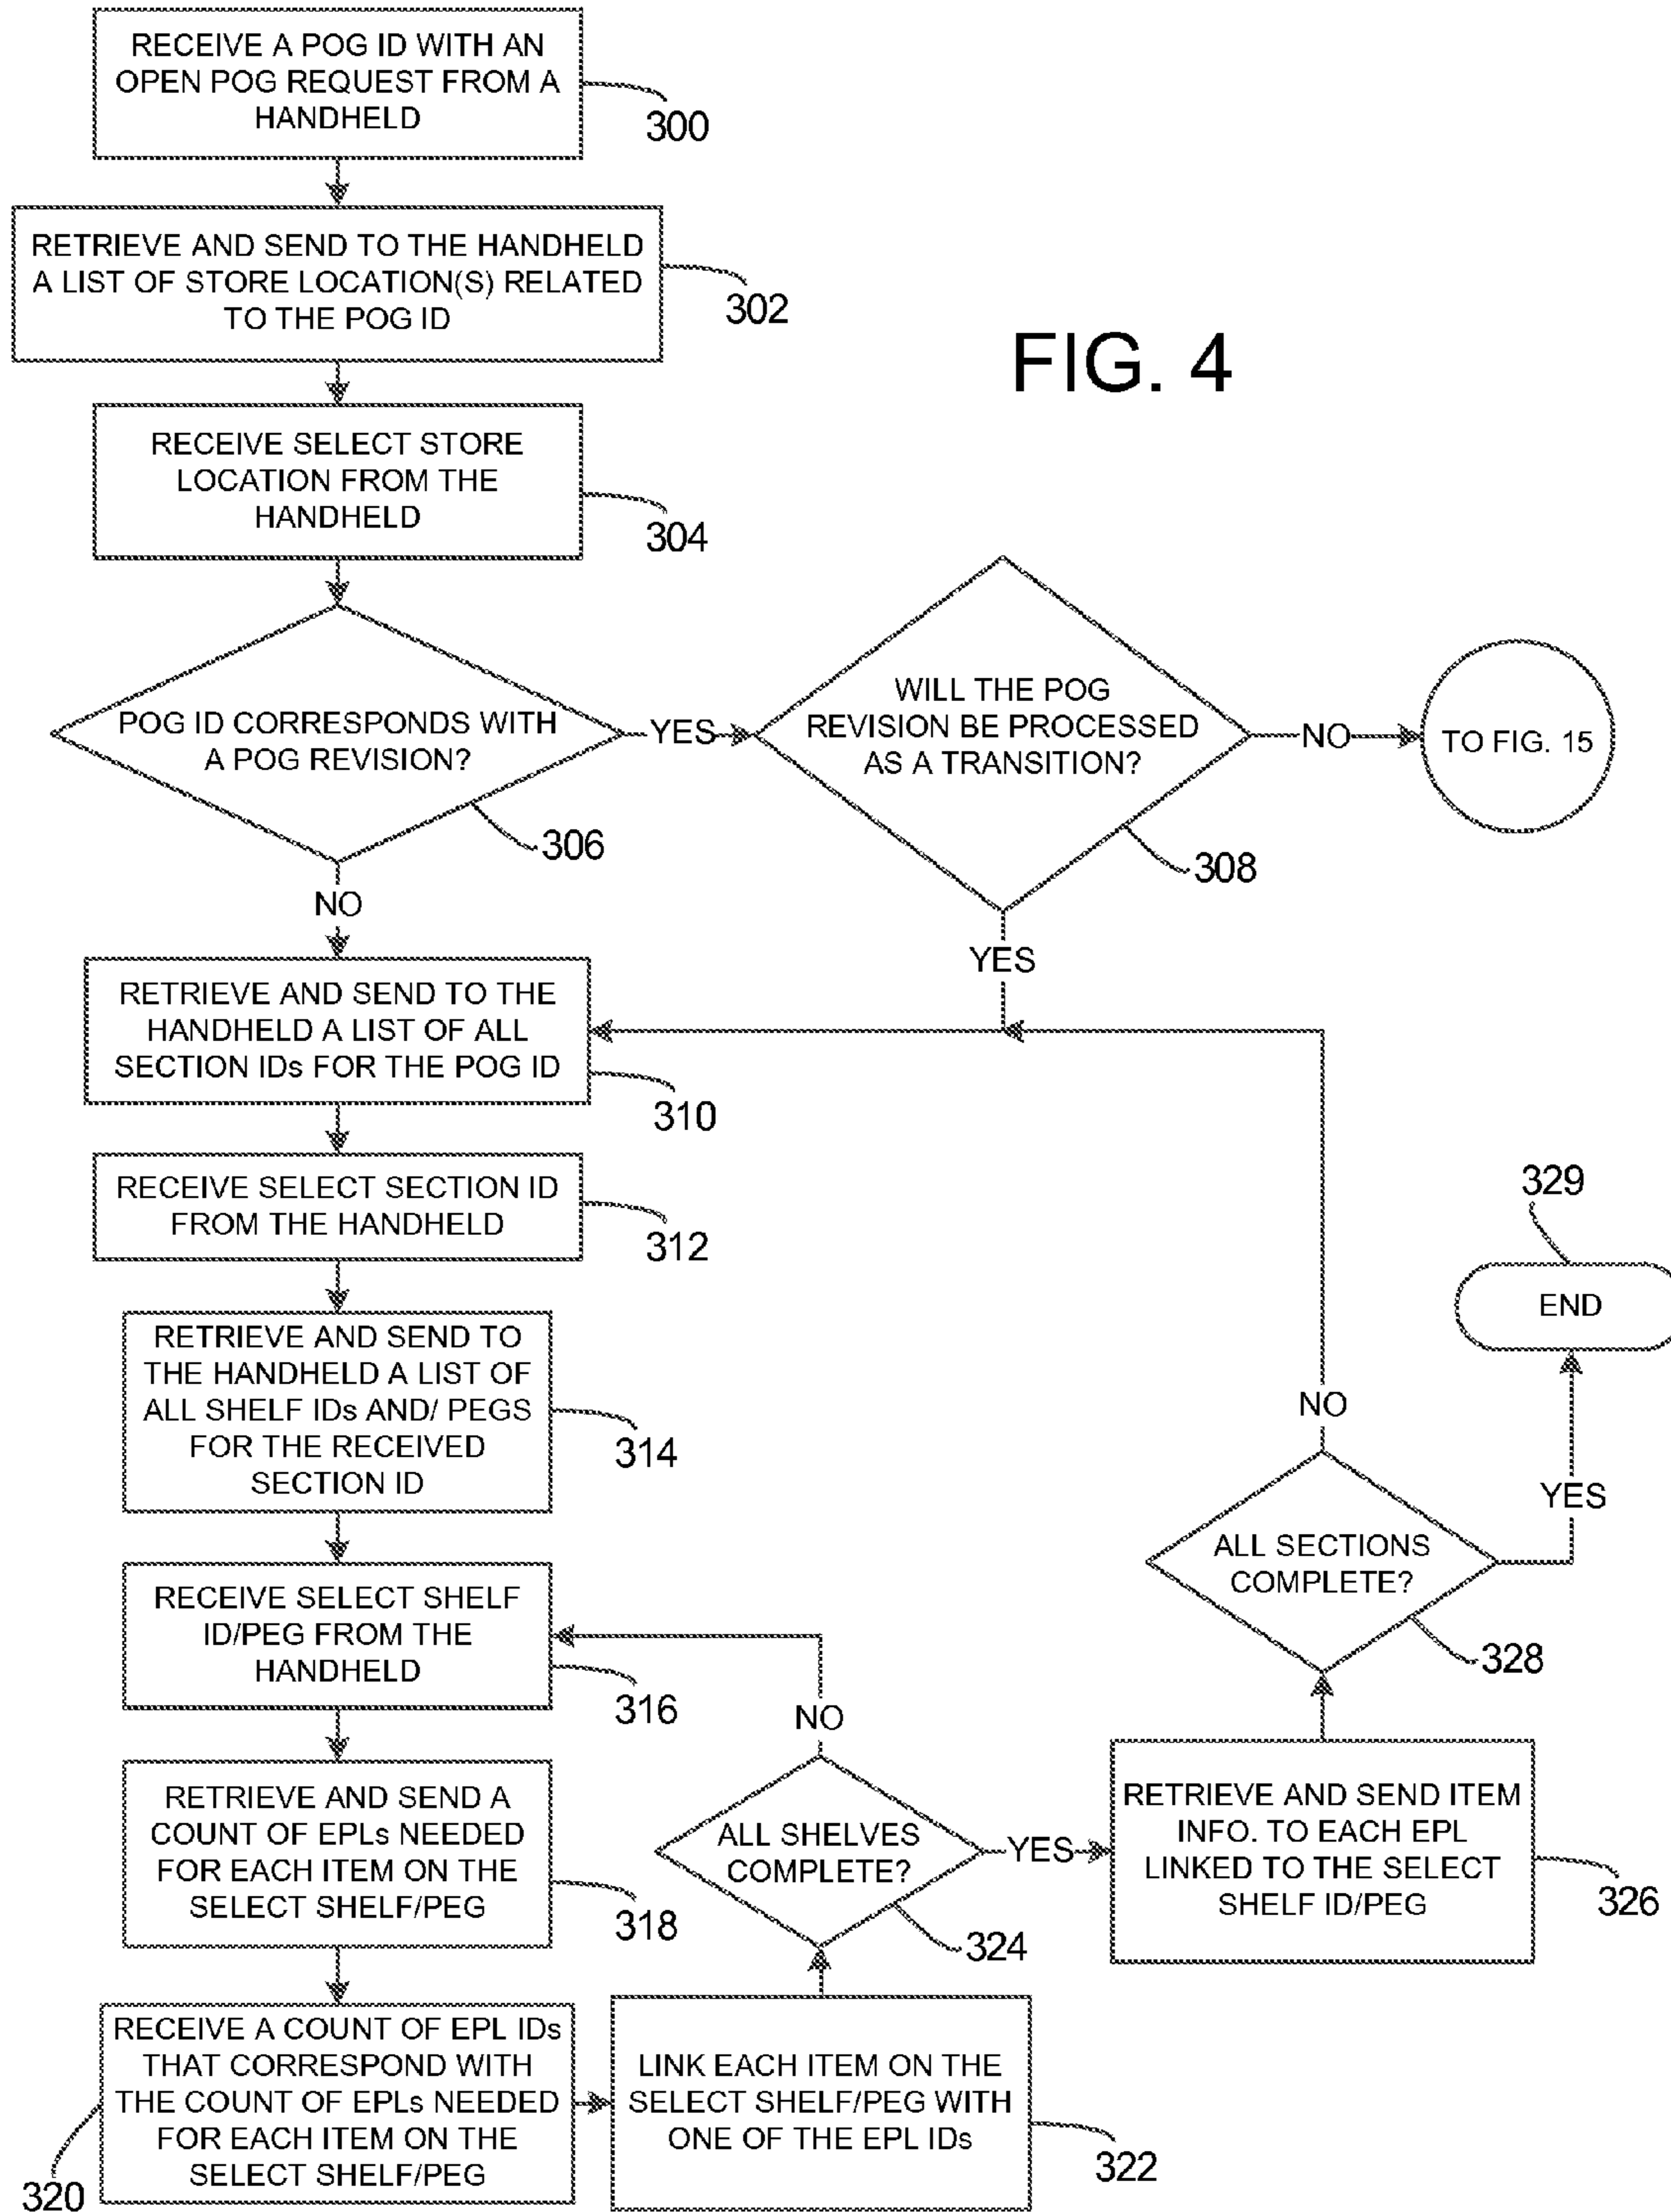 RECEIVE A POG ID WITH AN
OPEN POG REQUEST FROM A
HANDHELD
300
RETRIEVE AND SEND TO THE HANDHELD
A LIST OF STORE LOCATION(S) RELATED
TO THE POG ID
302
FIG. 4
RECEIVE SELECT STORE
LOCATION FROM THE
HANDHELD
304
POG ID CORRESPONDS WITH
A POG REVISION?
306
YES
WILL THE POG
REVISION BE PROCESSED
AS A TRANSITION?
308
NO
TO FIG. 15
NO
YES
RETRIEVE AND SEND TO THE
HANDHELD A LIST OF ALL
SECTION IDs FOR THE POG ID
310
RECEIVE SELECT SECTION ID
FROM THE HANDHELD
312
RETRIEVE AND SEND TO
THE HANDHELD A LIST OF
ALL SHELF IDs AND/ PEGS
FOR THE RECEIVED
SECTION ID
314
RECEIVE SELECT SHELF
ID/PEG FROM THE
HANDHELD
316
RETRIEVE AND SEND A
COUNT OF EPLs NEEDED
FOR EACH ITEM ON THE
SELECT SHELF/PEG
318
RECEIVE A COUNT OF EPL IDs
THAT CORRESPOND WITH
THE COUNT OF EPLs NEEDED
FOR EACH ITEM ON THE
SELECT SHELF/PEG
320
LINK EACH ITEM ON THE
SELECT SHELF/PEG WITH
ONE OF THE EPL IDs
322
ALL SHELVES
COMPLETE?
324
NO
YES
RETRIEVE AND SEND ITEM
INFO. TO EACH EPL
LINKED TO THE SELECT
SHELF ID/PEG
326
ALL SECTIONS
COMPLETE?
328
NO
YES
END
329